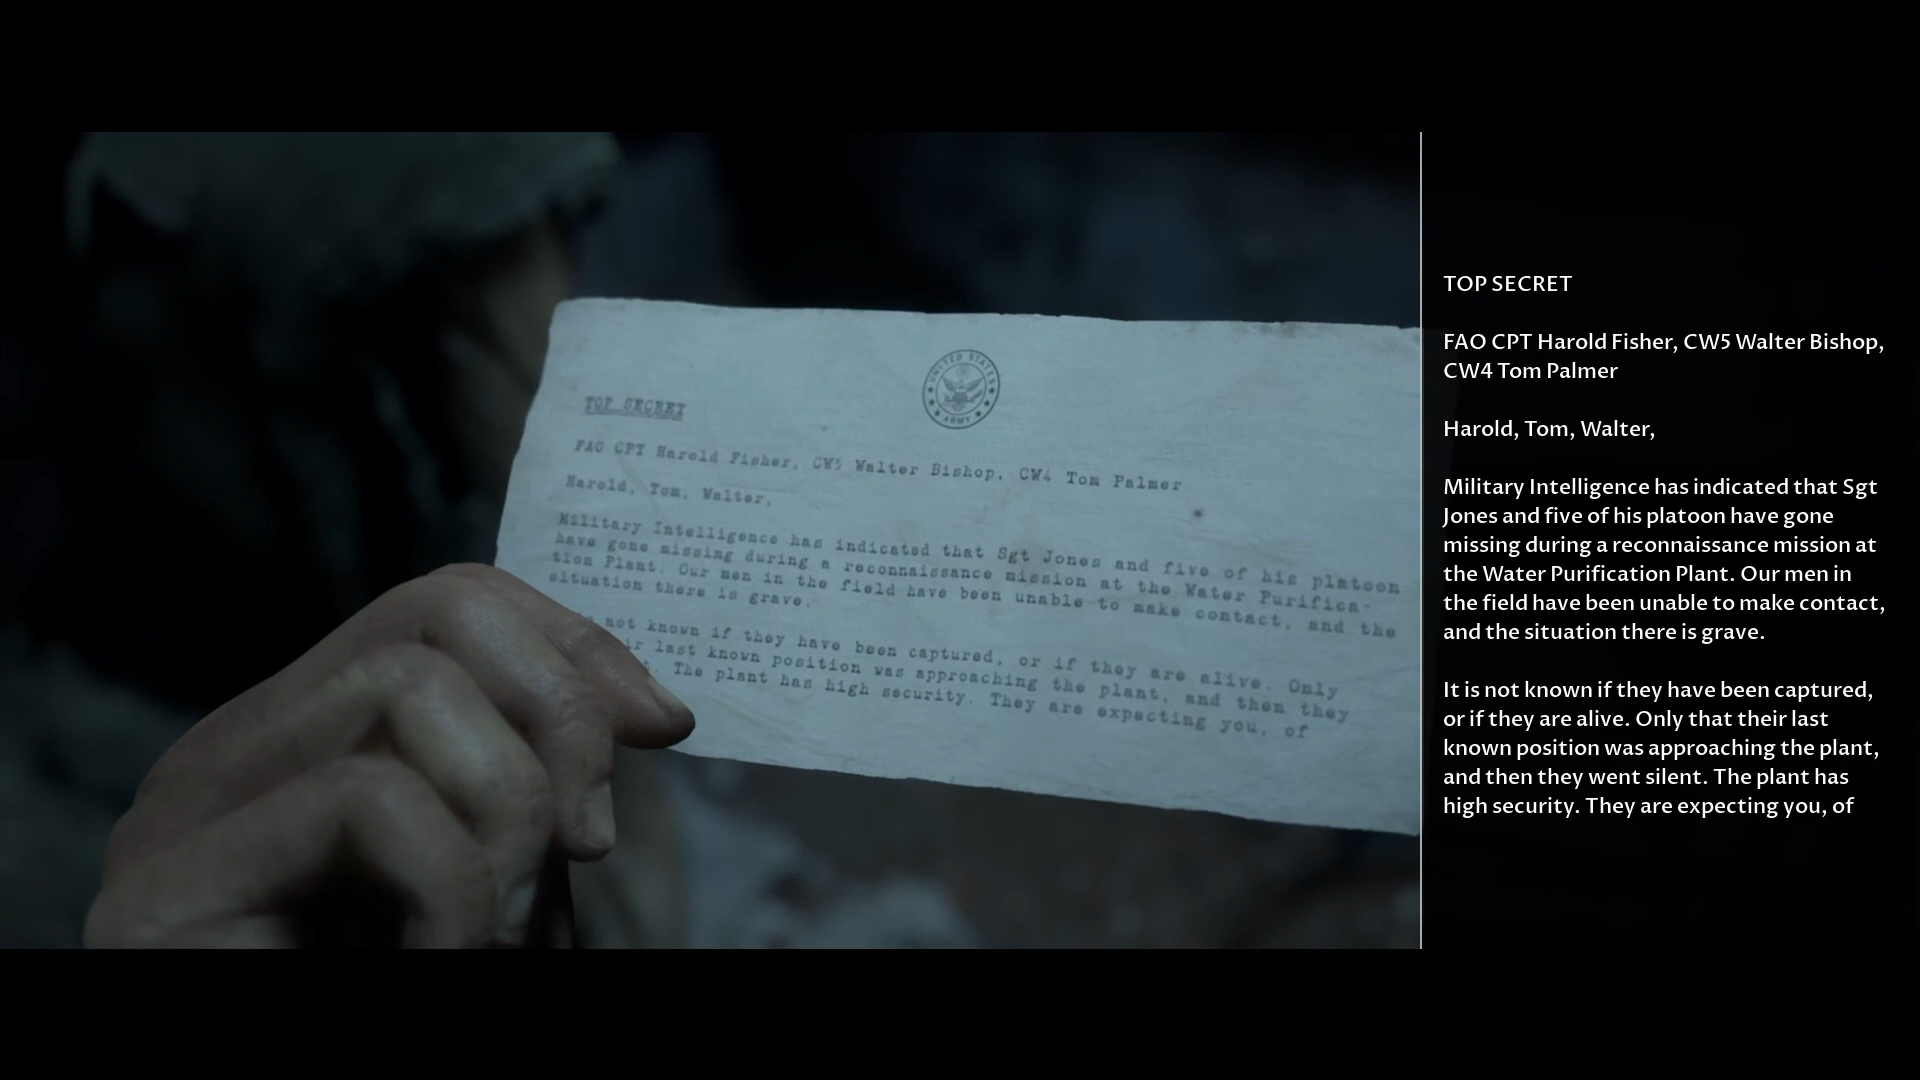 UNITED STATES
ARMY
TOP SECRET
FAO CPT Harold Fisher, CW5 Walter Bishop, CW4 Tom Palmer
Harold, Tom, Walter,
Military Intelligence has indicated that Sgt Jones and five of his platoon
have gone missing during a reconnaissance mission at the Water Purifica-
tion Plant. Our men in the field have been unable to make contact, and the
situation there is grave.
not known if they have been captured, or if they are alive. Only
last known position was approaching the plant, and then they
The plant has high security. They are expecting you, of
TOP SECRET
FAO CPT Harold Fisher, CW5 Walter Bishop,
CW4 Tom Palmer
Harold, Tom, Walter,
Military Intelligence has indicated that Sgt
Jones and five of his platoon have gone
missing during a reconnaissance mission at
the Water Purification Plant. Our men in
the field have been unable to make contact,
and the situation there is grave.
It is not known if they have been captured,
or if they are alive. Only that their last
known position was approaching the plant,
and then they went silent. The plant has
high security. They are expecting you, of